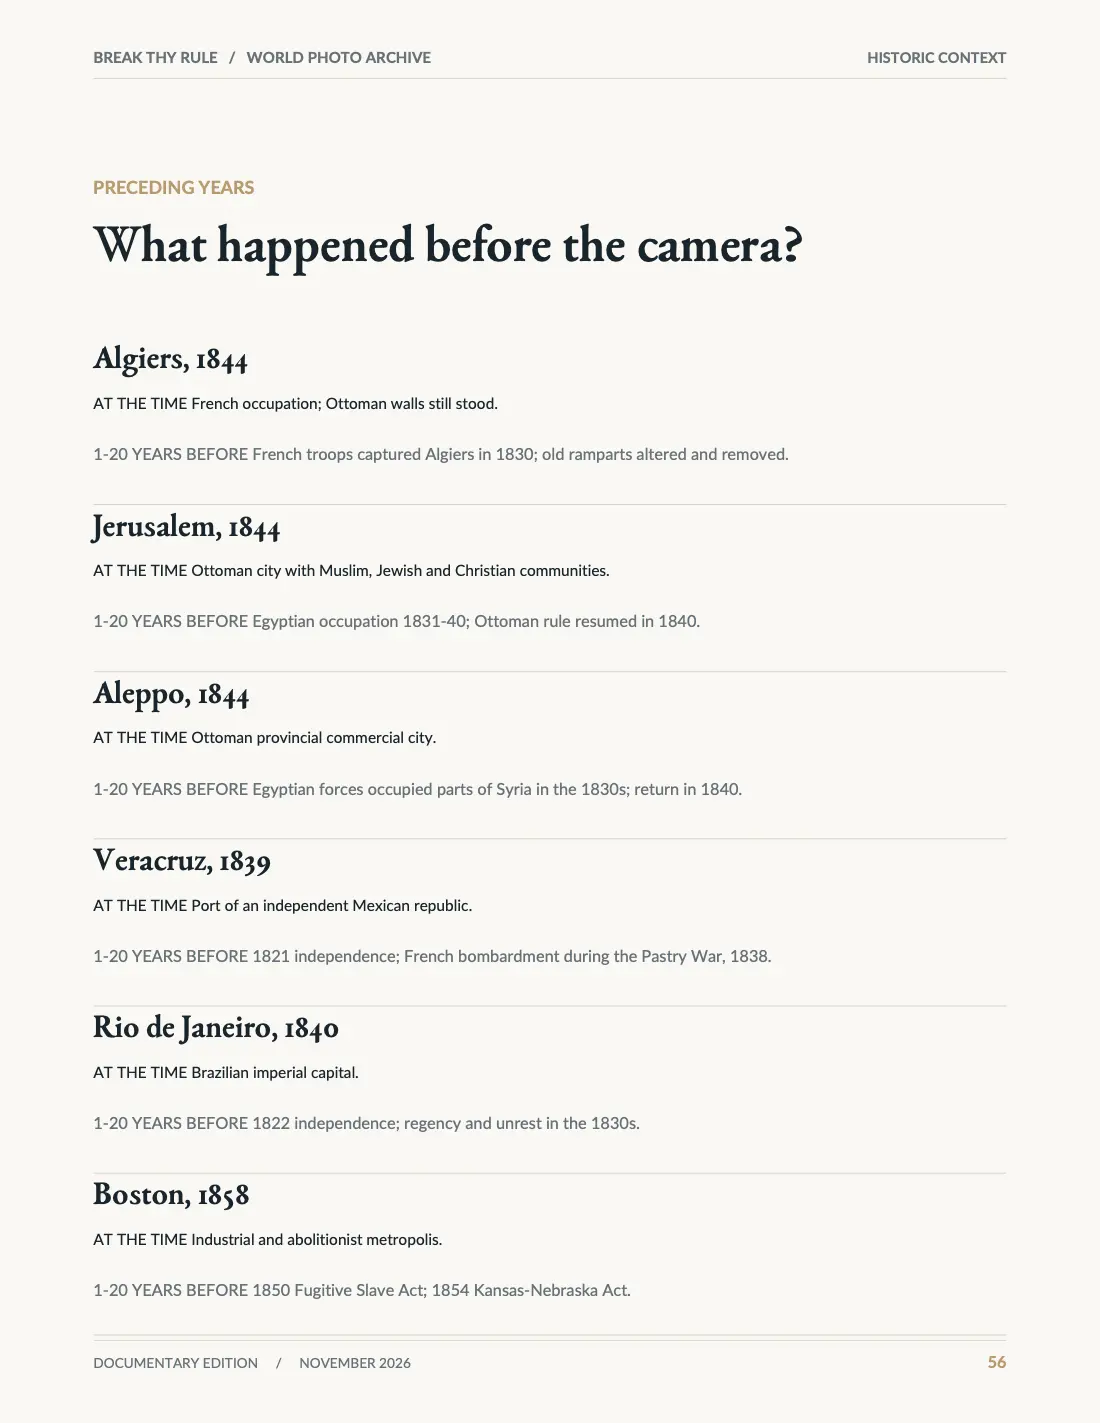 BREAK THY RULE / WORLD PHOTO ARCHIVE
HISTORIC CONTEXT
PRECEDING YEARS
What happened before the camera?
Algiers, 1844
AT THE TIME French occupation; Ottoman walls still stood.
1-20 YEARS BEFORE French troops captured Algiers in 1830; old ramparts altered and removed.
Jerusalem, 1844
AT THE TIME Ottoman city with Muslim, Jewish and Christian communities.
1-20 YEARS BEFORE Egyptian occupation 1831-40; Ottoman rule resumed in 1840.
Aleppo, 1844
AT THE TIME Ottoman provincial commercial city.
1-20 YEARS BEFORE Egyptian forces occupied parts of Syria in the 1830s; return in 1840.
Veracruz, 1839
AT THE TIME Port of an independent Mexican republic.
1-20 YEARS BEFORE 1821 independence; French bombardment during the Pastry War, 1838.
Rio de Janeiro, 1840
AT THE TIME Brazilian imperial capital.
1-20 YEARS BEFORE 1822 independence; regency and unrest in the 1830s.
Boston, 1858
AT THE TIME Industrial and abolitionist metropolis.
1-20 YEARS BEFORE 1850 Fugitive Slave Act; 1854 Kansas-Nebraska Act.
DOCUMENTARY EDITION / NOVEMBER 2026
56